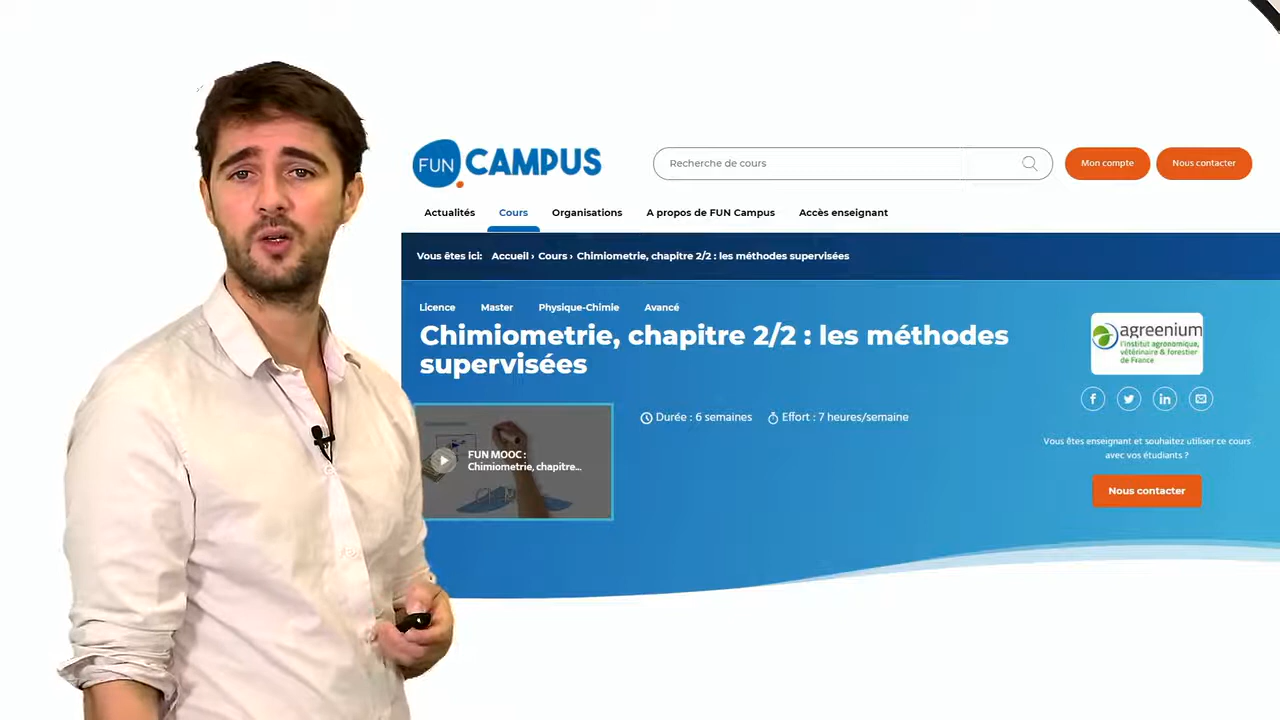 FUN CAMPUS
Recherche de cours
Mon compte
Nous contacter
Actualités
Cours
Organisations
A propos de FUN Campus
Accès enseignant
Vous êtes ici: Accueil › Cours › Chimiometrie, chapitre 2/2 : les méthodes supervisées
Licence
Master
Physique-Chimie
Avancé
Chimiometrie, chapitre 2/2 : les méthodes
supervisées
agreenium
l'institut agronomique,
vétérinaire & forestier
de France
Durée : 6 semaines
Effort : 7 heures/semaine
FUN MOOC :
Chimiometrie, chapitre...
Vous êtes enseignant et souhaitez utiliser ce cours
avec vos étudiants ?
Nous contacter